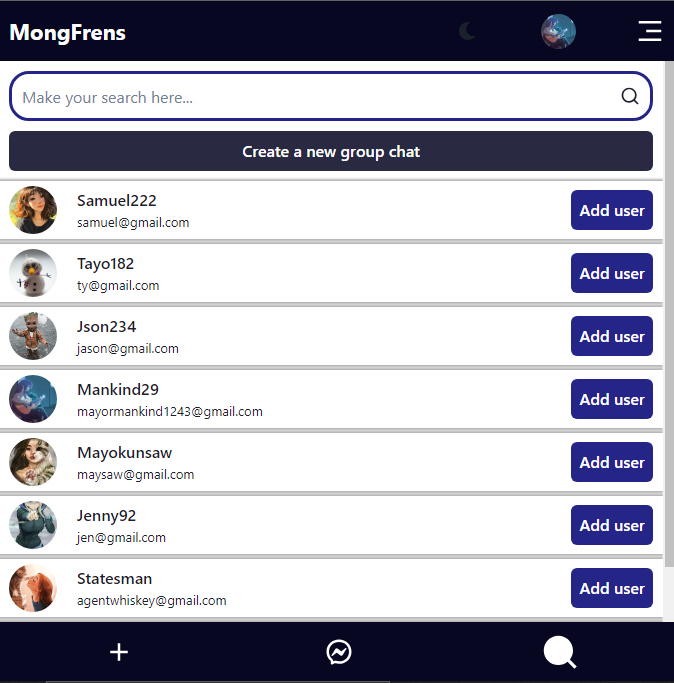 MongFrens
Make your search here...
Create a new group chat
Samuel222
samuel@gmail.com
Add user
Tayo182
ty@gmail.com
Add user
Json234
jason@gmail.com
Add user
Mankind29
mayormankind1243@gmail.com
Add user
Mayokunsaw
maysaw@gmail.com
Add user
Jenny92
jen@gmail.com
Add user
Statesman
agentwhiskey@gmail.com
Add user